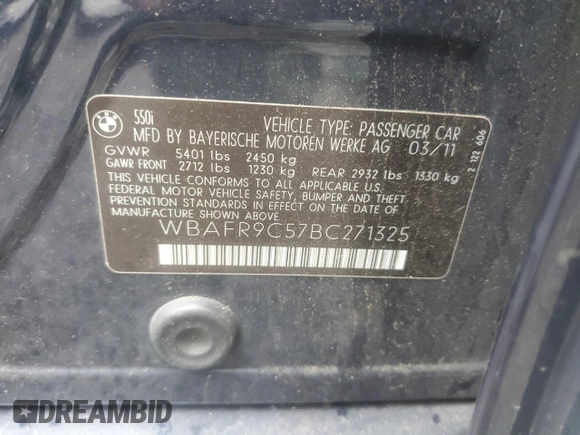 BMW
550i
VEHICLE TYPE: PASSENGER CAR
MFD BY BAYERISCHE MOTOREN WERKE AG 03/11
GVWR 5401 lbs 2450 kg
GAWR FRONT 2712 lbs 1230 kg REAR 2932 lbs 1330 kg
THIS VEHICLE CONFORMS TO ALL APPLICABLE U.S.
FEDERAL MOTOR VEHICLE SAFETY, BUMPER, AND THEFT
PREVENTION STANDARDS IN EFFECT ON THE DATE OF
MANUFACTURE SHOWN ABOVE.
WBAFR9C57BC271325
2 122 606
DREAMBID